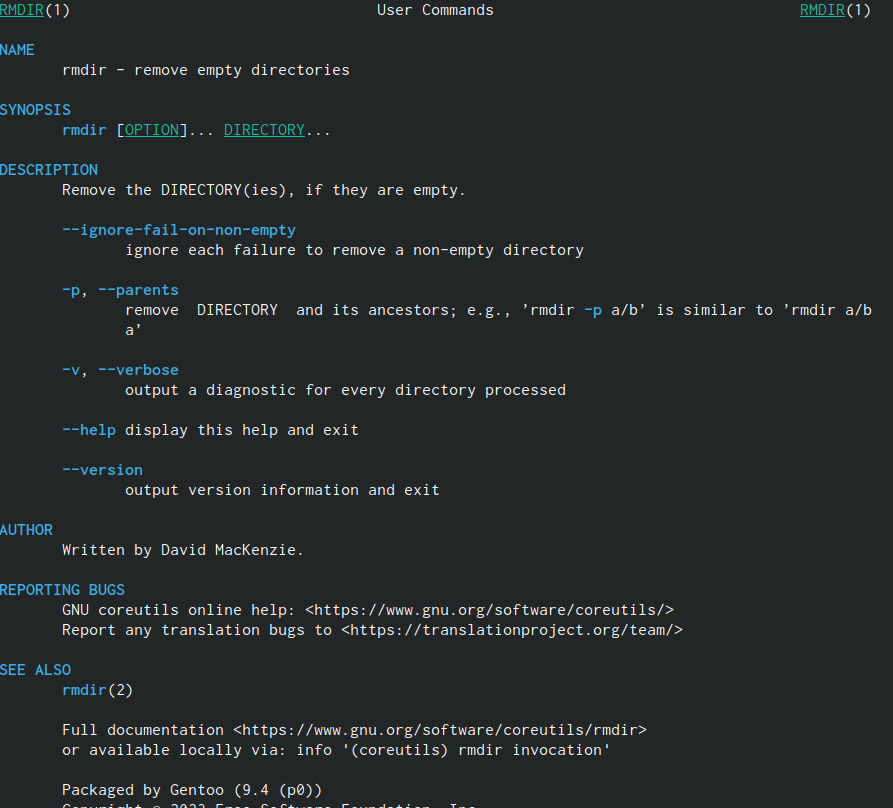 RMDIR(1) User Commands RMDIR(1)
NAME
rmdir - remove empty directories
SYNOPSIS
rmdir [OPTION]... DIRECTORY...
DESCRIPTION
Remove the DIRECTORY(ies), if they are empty.
--ignore-fail-on-non-empty
ignore each failure to remove a non-empty directory
-p, --parents
remove DIRECTORY and its ancestors; e.g., ’rmdir -p a/b’ is similar to ’rmdir a/b
a’
-v, --verbose
output a diagnostic for every directory processed
--help display this help and exit
--version
output version information and exit
AUTHOR
Written by David MacKenzie.
REPORTING BUGS
GNU coreutils online help: <https://www.gnu.org/software/coreutils/>
Report any translation bugs to <https://translationproject.org/team/>
SEE ALSO
rmdir(2)
Full documentation <https://www.gnu.org/software/coreutils/rmdir>
or available locally via: info '(coreutils) rmdir invocation'
Packaged by Gentoo (9.4 (p0))
Copyright © 2023 Free Software Foundation, Inc.